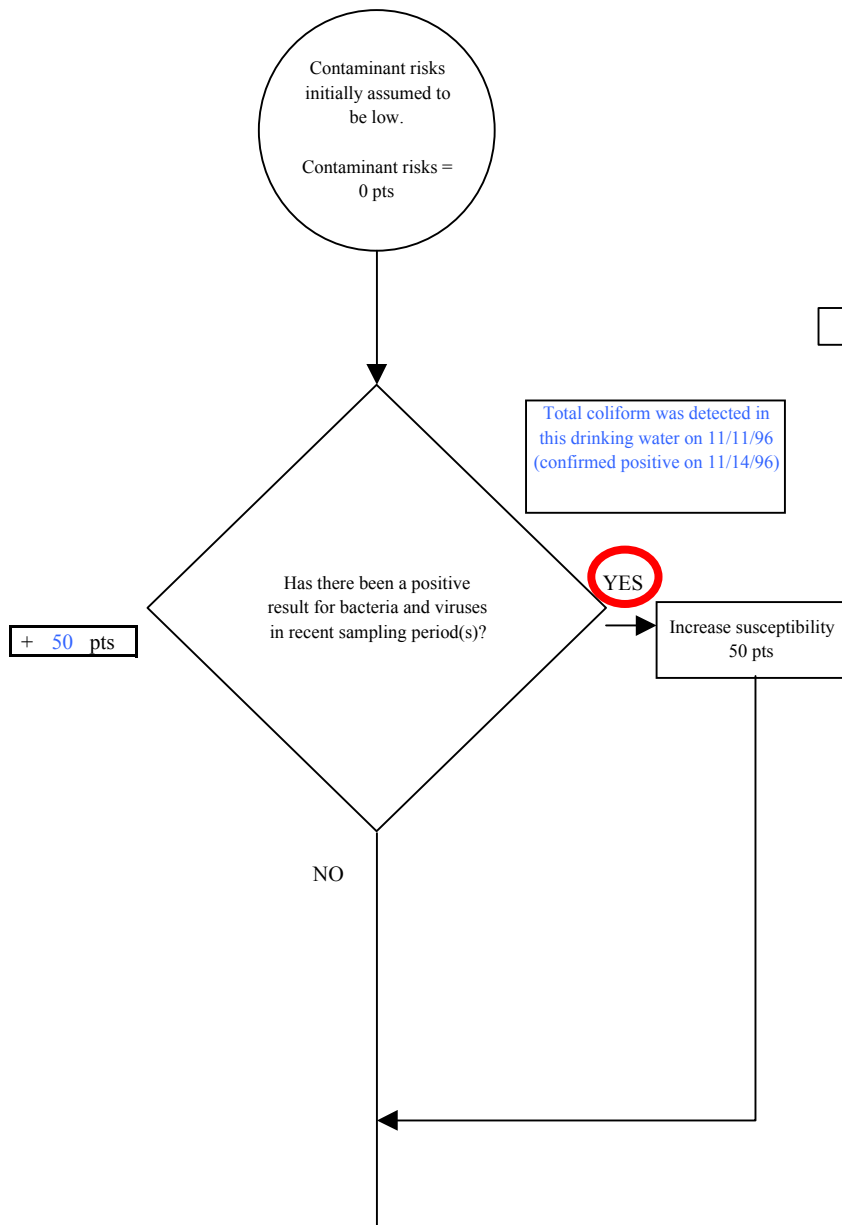 Contaminant risks
initially assumed to
be low.
Contaminant risks =
0 pts
Total coliform was detected in
this drinking water on 11/11/96
(confirmed positive on 11/14/96)
Has there been a positive
result for bacteria and viruses
in recent sampling period(s)?
YES
+ 50 pts
Increase susceptibility
50 pts
NO